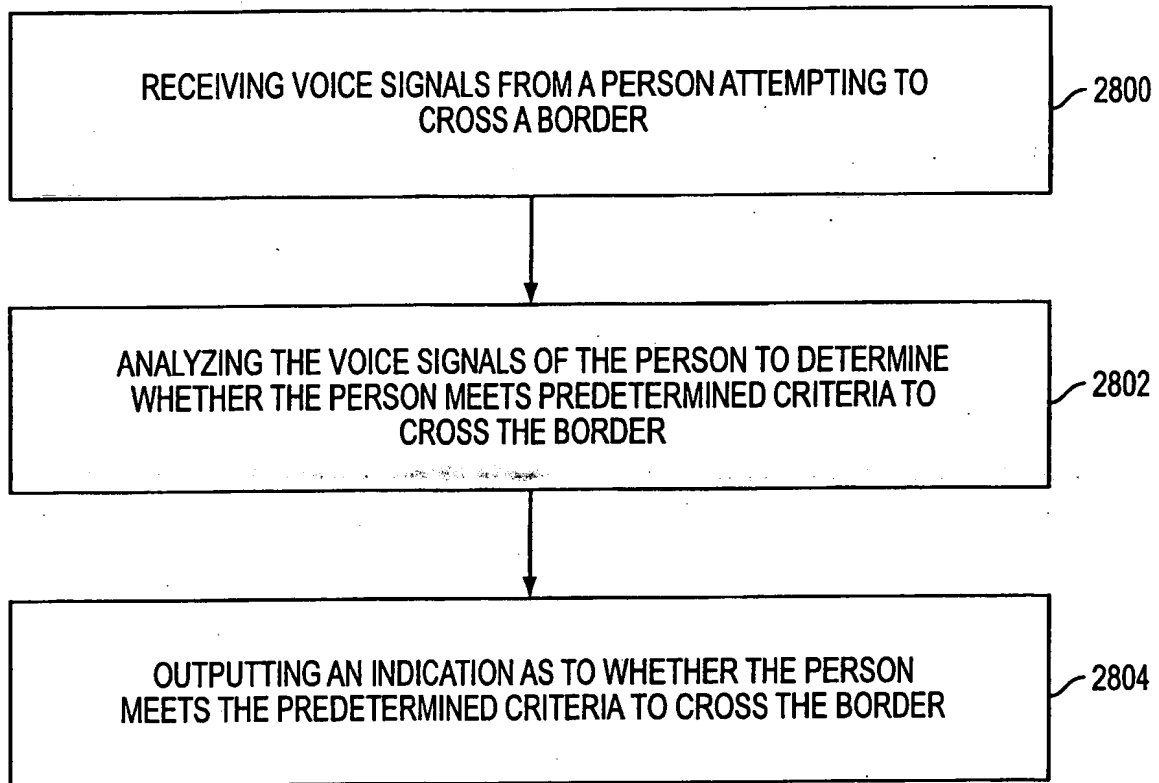 RECEIVING VOICE SIGNALS FROM A PERSON ATTEMPTING TO
CROSS A BORDER
2800
ANALYZING THE VOICE SIGNALS OF THE PERSON TO DETERMINE
WHETHER THE PERSON MEETS PREDETERMINED CRITERIA TO
CROSS THE BORDER
2802
OUTPUTTING AN INDICATION AS TO WHETHER THE PERSON
MEETS THE PREDETERMINED CRITERIA TO CROSS THE BORDER
2804